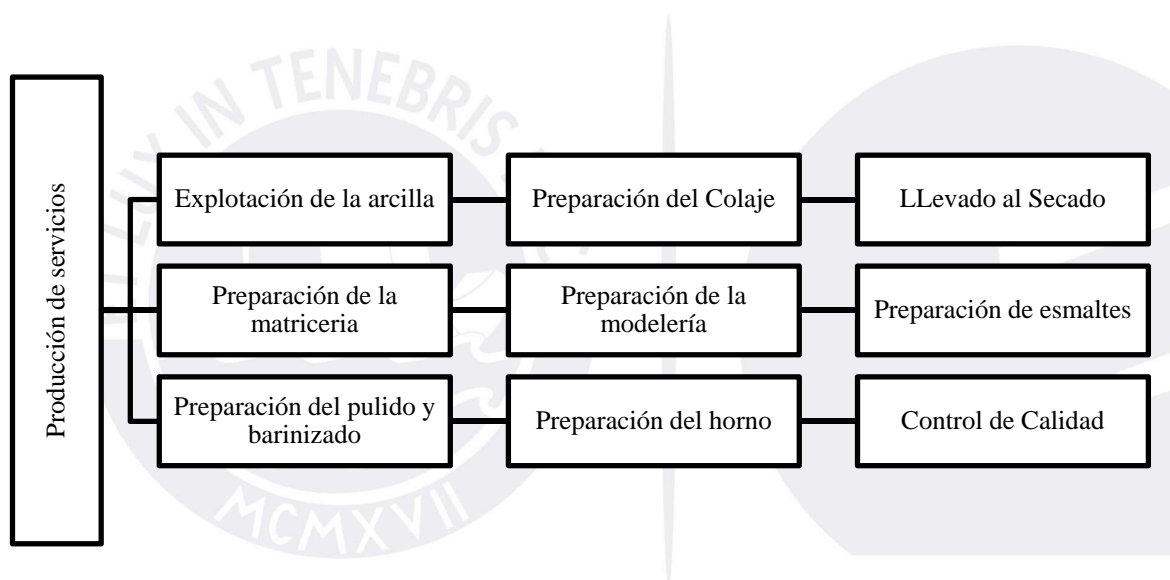 Producción de servicios
Explotación de la arcilla
Preparación del Colaje
LLevado al Secado
Preparación de la
matriceria
Preparación de la
modelería
Preparación de esmaltes
Preparación del pulido y
barinizado
Preparación del horno
Control de Calidad
IN TENEBRIS
MCMXVII